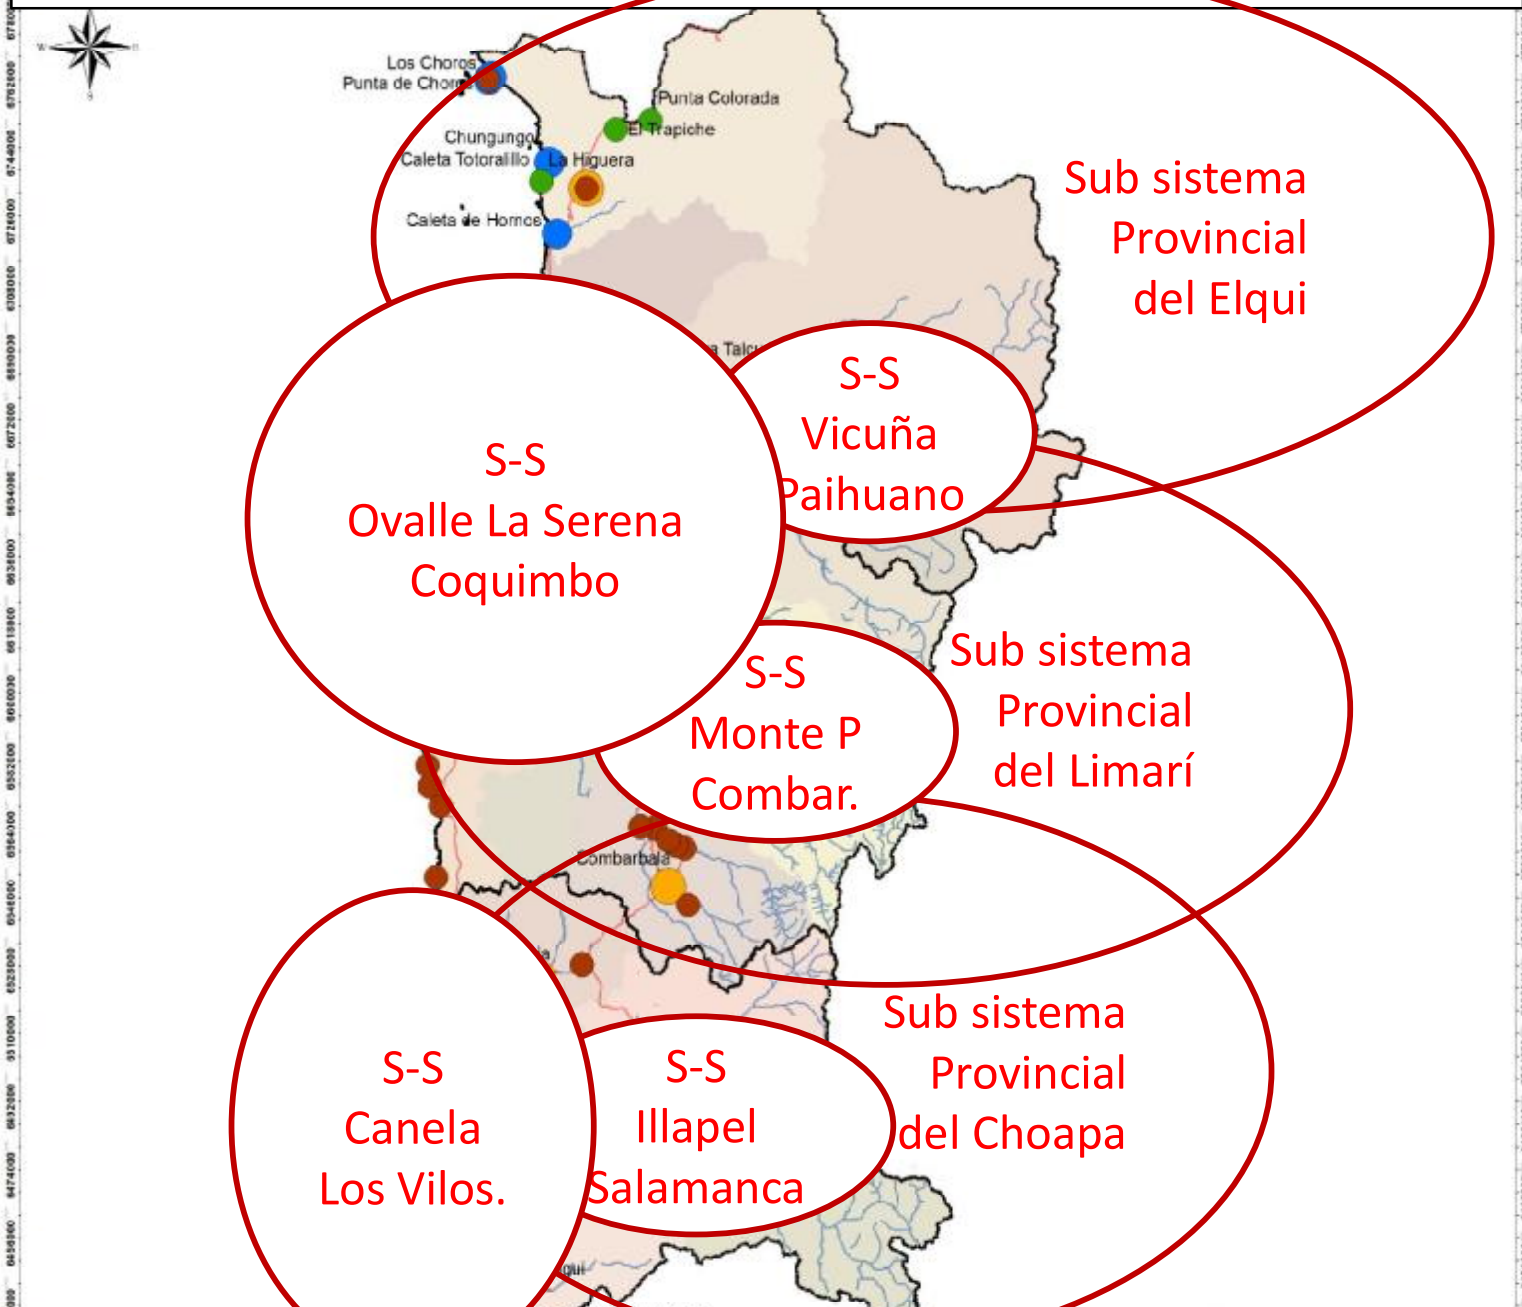 Los Choros
Punta de Choros
Punta Colorada
El Trapiche
Chungungo
Caleta Totoralillo
La Higuera
Caleta de Hornos
Sub sistema
Provincial
del Elqui
S-S
Vicuña
Paihuano
S-S
Ovalle La Serena
Coquimbo
Sub sistema
Provincial
del Limarí
S-S
Monte P
Combar.
Combarbala
Sub sistema
Provincial
del Choapa
S-S
Canela
Los Vilos.
S-S
Illapel
Salamanca